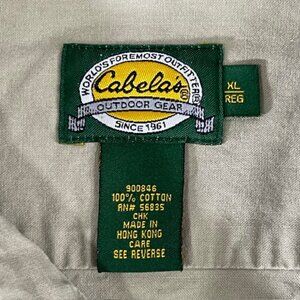 WORLD'S FOREMOST OUTFITTER®
Cabela's®
OUTDOOR GEAR
SINCE 1961
XL
REG
900846
100% COTTON
RN# 56835
CHK
MADE IN
HONG KONG
CARE
SEE REVERSE